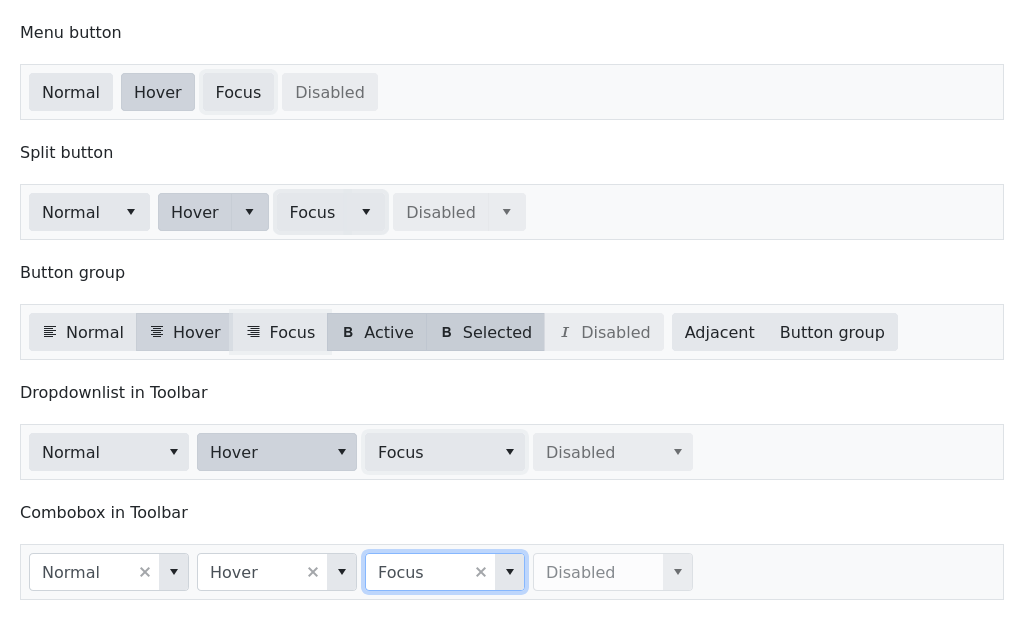 Menu button
Normal Hover Focus Disabled
Split button
Normal Hover Focus Disabled
Button group
Normal Hover Focus B Active B Selected I Disabled Adjacent Button group
Dropdownlist in Toolbar
Normal Hover Focus Disabled
Combobox in Toolbar
Normal Hover Focus Disabled